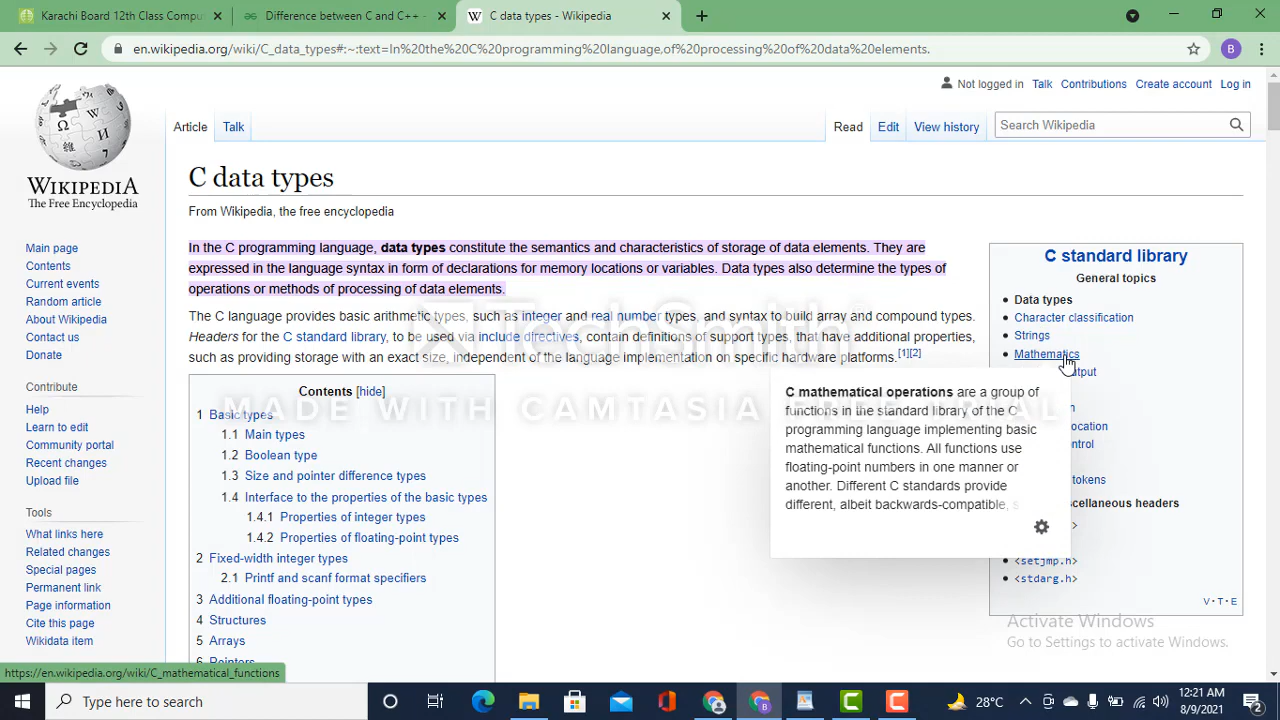 Karachi Board 12th Class Comput
Difference between C and C++ -
C data types - Wikipedia
en.wikipedia.org/wiki/C_data_types#:~:text=In%20the%20C%20programming%20language,of%20processing%20of%20data%20elements.
B
Not logged in Talk Contributions Create account Log in
Article Talk Read Edit View history Search Wikipedia
WIKIPEDIA
The Free Encyclopedia
C data types
From Wikipedia, the free encyclopedia
In the C programming language, data types constitute the semantics and characteristics of storage of data elements. They are
expressed in the language syntax in form of declarations for memory locations or variables. Data types also determine the types of
operations or methods of processing of data elements.
The C language provides basic arithmetic types, such as integer and real number types, and syntax to build array and compound types.
Headers for the C standard library, to be used via include directives, contain definitions of support types, that have additional properties,
such as providing storage with an exact size, independent of the language implementation on specific hardware platforms.[1][2]
Main page
Contents
Current events
Random article
About Wikipedia
Contact us
Donate
Contribute
Help
Learn to edit
Community portal
Recent changes
Upload file
Tools
What links here
Related changes
Special pages
Permanent link
Page information
Cite this page
Wikidata item
Contents [hide]
1 Basic types
1.1 Main types
1.2 Boolean type
1.3 Size and pointer difference types
1.4 Interface to the properties of the basic types
1.4.1 Properties of integer types
1.4.2 Properties of floating-point types
2 Fixed-width integer types
2.1 Printf and scanf format specifiers
3 Additional floating-point types
4 Structures
5 Arrays
6 Pointers
C standard library
General topics
Data types
Character classification
Strings
Mathematics
utput
n
ocation
ntrol
tokens
scellaneous headers
>
<setjmp.h>
<stdarg.h>
V·T·E
C mathematical operations are a group of
functions in the standard library of the C
programming language implementing basic
mathematical functions. All functions use
floating-point numbers in one manner or
another. Different C standards provide
different, albeit backwards-compatible, s
TechSmith
MADE WITH CAMTASIA FREE TRIAL
Activate Windows
Go to Settings to activate Windows.
https://en.wikipedia.org/wiki/C_mathematical_functions
Type here to search
28°C
12:21 AM
8/9/2021
2